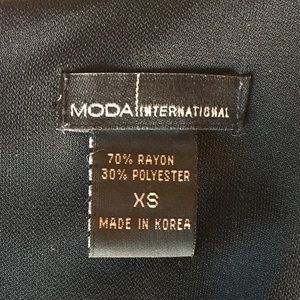 MODA INTERNATIONAL
70% RAYON
30% POLYESTER
XS
MADE IN KOREA